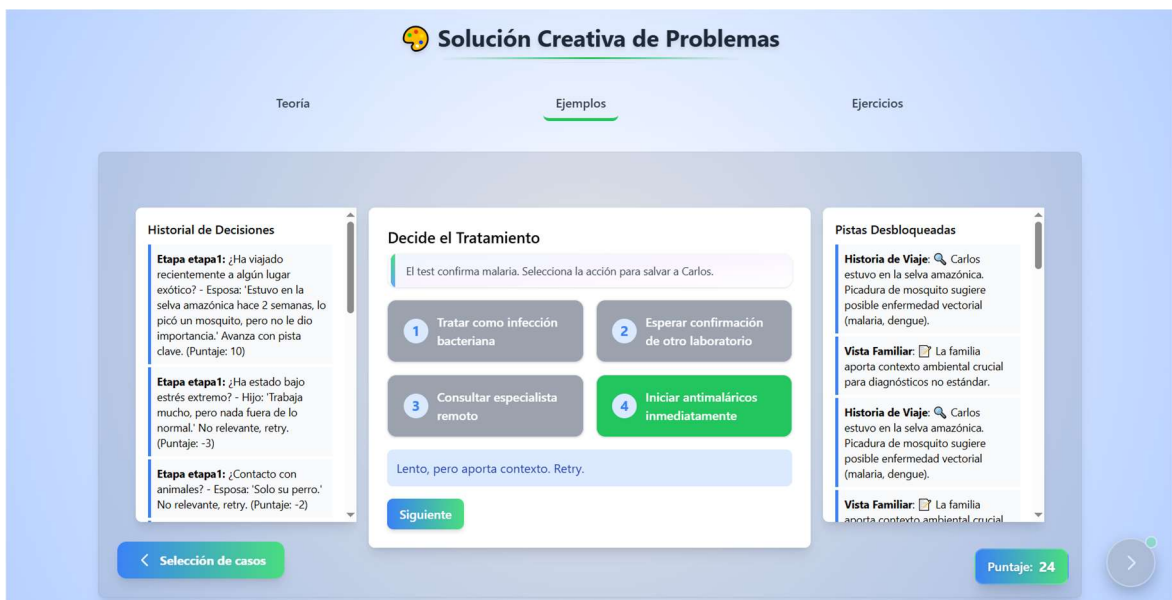 Solución Creativa de Problemas
Teoría
Ejemplos
Ejercicios
Historial de Decisiones
Etapa etapa1: ¿Ha viajado
recientemente a algún lugar
exótico? - Esposa: 'Estuvo en la
selva amazónica hace 2 semanas, lo
picó un mosquito, pero no le dio
importancia.' Avanza con pista
clave. (Puntaje: 10)
Etapa etapa1: ¿Ha estado bajo
estrés extremo? - Hijo: 'Trabaja
mucho, pero nada fuera de lo
normal.' No relevante, retry.
(Puntaje: -3)
Etapa etapa1: ¿Contacto con
animales? - Esposa: 'Solo su perro.'
No relevante, retry. (Puntaje: -2)
Decide el Tratamiento
El test confirma malaria. Selecciona la acción para salvar a Carlos.
1
Tratar como infección
bacteriana
2
Esperar confirmación
de otro laboratorio
3
Consultar especialista
remoto
4
Iniciar antimaláricos
inmediatamente
Lento, pero aporta contexto. Retry.
Siguiente
Pistas Desbloqueadas
Historia de Viaje: 🔍 Carlos
estuvo en la selva amazónica.
Picadura de mosquito sugiere
posible enfermedad vectorial
(malaria, dengue).
Vista Familiar: 📝 La familia
aporta contexto ambiental crucial
para diagnósticos no estándar.
Historia de Viaje: 🔍 Carlos
estuvo en la selva amazónica.
Picadura de mosquito sugiere
posible enfermedad vectorial
(malaria, dengue).
Vista Familiar: 📝 La familia
aporta contexto ambiental crucial
Selección de casos
Puntaje: 24